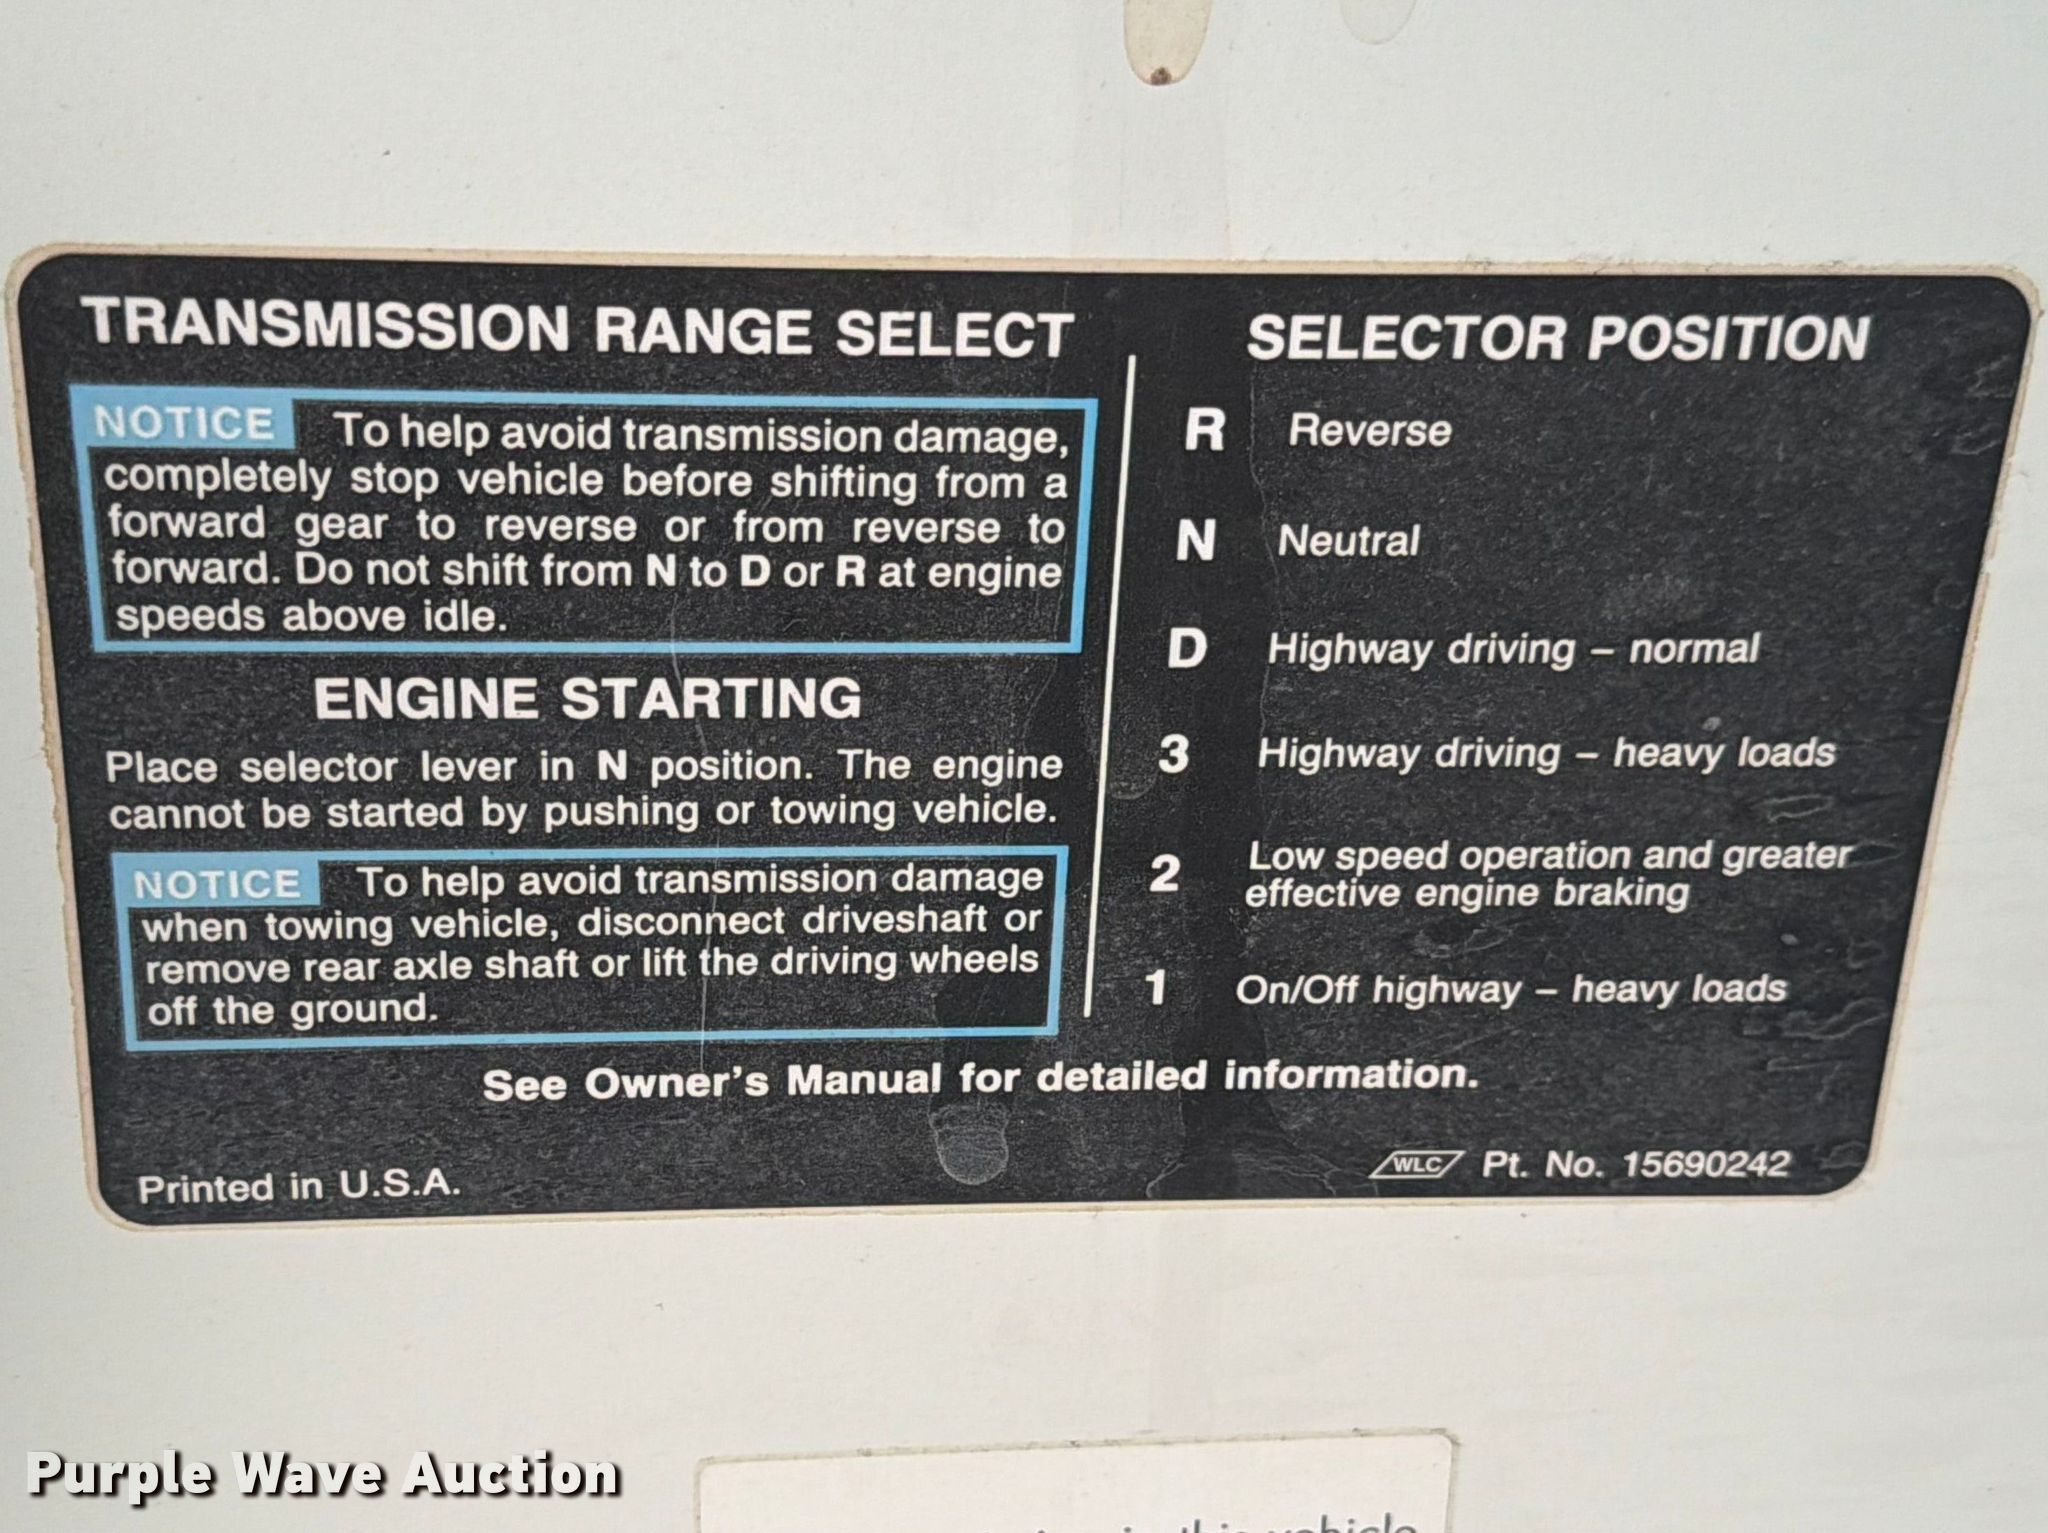 TRANSMISSION RANGE SELECT
NOTICE To help avoid transmission damage,
completely stop vehicle before shifting from a
forward gear to reverse or from reverse to
forward. Do not shift from N to D or R at engine
speeds above idle.
ENGINE STARTING
Place selector lever in N position. The engine
cannot be started by pushing or towing vehicle.
NOTICE To help avoid transmission damage
when towing vehicle, disconnect driveshaft or
remove rear axle shaft or lift the driving wheels
off the ground.
SELECTOR POSITION
R Reverse
N Neutral
D Highway driving – normal
3 Highway driving – heavy loads
2 Low speed operation and greater
effective engine braking
1 On/Off highway – heavy loads
See Owner's Manual for detailed information.
Printed in U.S.A.
WLC Pt. No. 15690242
Purple Wave Auction
in this vehicle